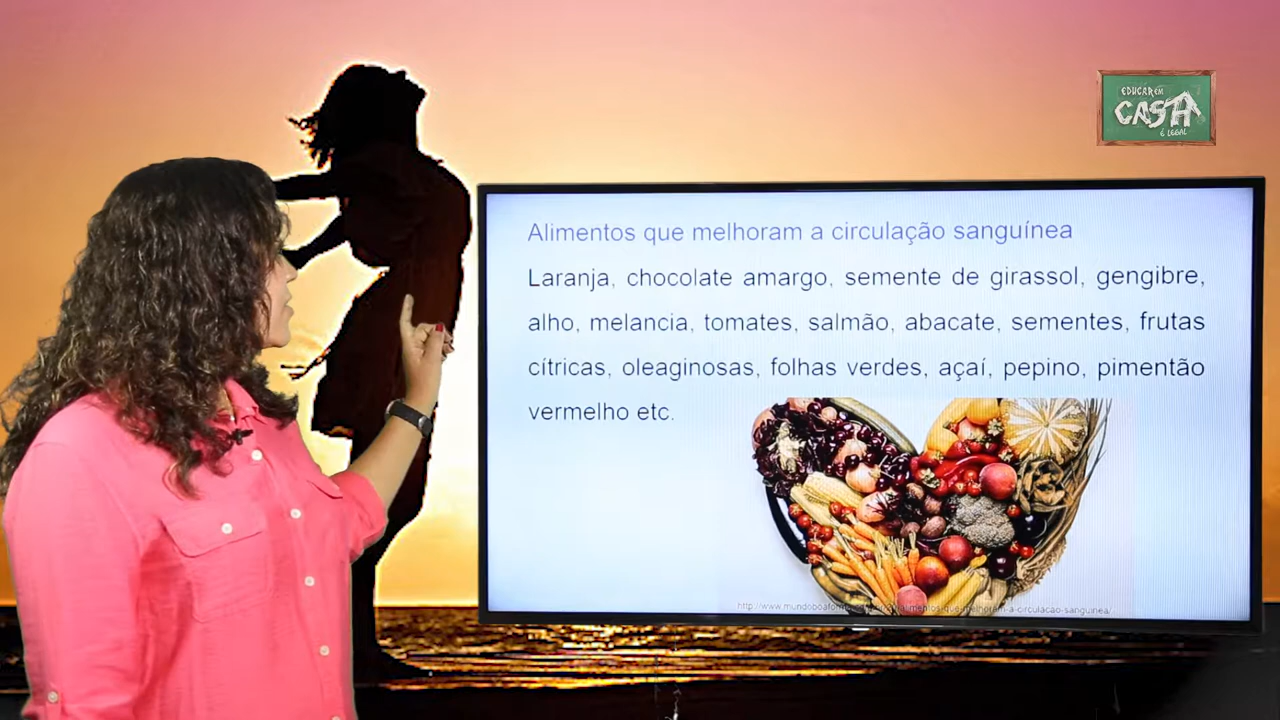 EDUCAR EM
CASA
É LEGAL
Alimentos que melhoram a circulação sanguínea
Laranja, chocolate amargo, semente de girassol, gengibre,
alho, melancia, tomates, salmão, abacate, sementes, frutas
cítricas, oleaginosas, folhas verdes, açaí, pepino, pimentão
vermelho etc.